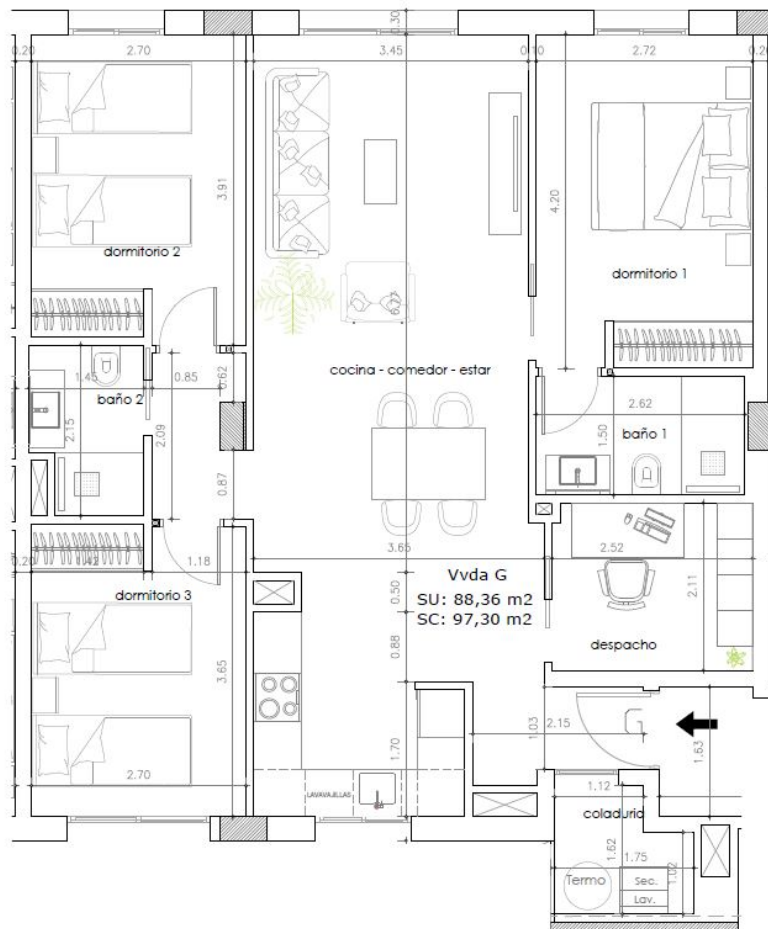 0.30
0.20
2.70
3.45
0.10
2.72
0.20
3.91
4.20
dormitorio 2
dormitorio 1
6.77
cocina - comedor - estar
1.45
0.85
0.62
baño 2
2.62
2.15
2.09
1.50
baño 1
0.87
0.20
1.42
1.18
3.65
2.52
Vvda G
SU: 88,36 m2
SC: 97,30 m2
0.50
2.11
dormitorio 3
despacho
0.88
3.65
1.03
2.15
G
1.63
1.70
2.70
LAVAVAJILLAS
1.12
coladuria
1.62
1.75
1.02
Termo
Sec.
Lav.